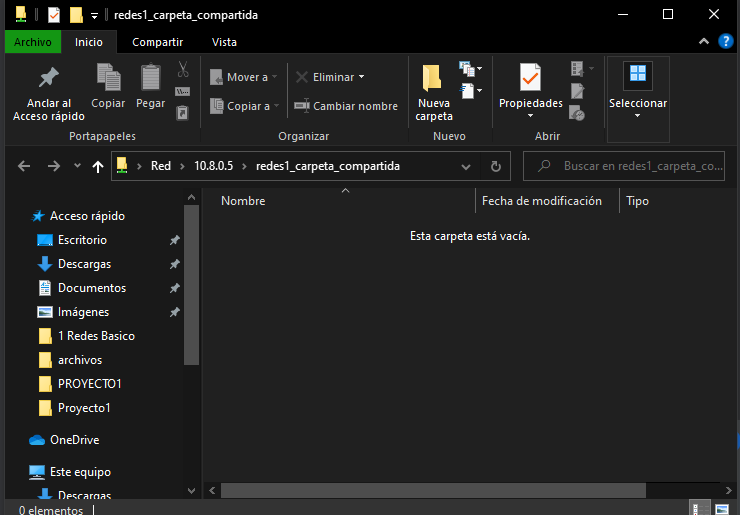 redes1_carpeta_compartida
Archivo Inicio Compartir Vista
Anclar al Acceso rápido
Copiar
Pegar
Portapapeles
Mover a
Copiar a
Eliminar
Cambiar nombre
Organizar
Nueva carpeta
Nuevo
Propiedades
Abrir
Seleccionar
Red > 10.8.0.5 > redes1_carpeta_compartida
Buscar en redes1_carpeta_co...
Nombre Fecha de modificación Tipo
Esta carpeta está vacía.
Acceso rápido
Escritorio
Descargas
Documentos
Imágenes
1 Redes Basico
archivos
PROYECTO1
Proyecto1
OneDrive
Este equipo
Descargas
0 elementos